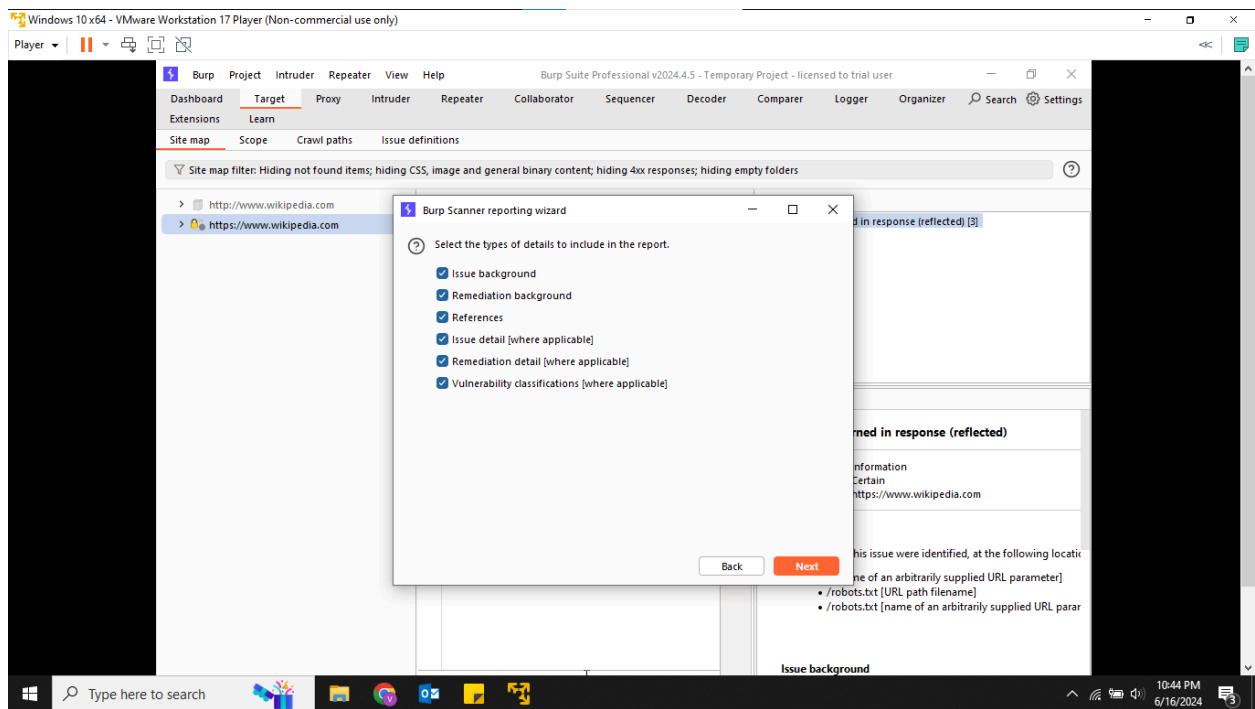 Windows 10 x64 - VMware Workstation 17 Player (Non-commercial use only)
Player
Burp Project Intruder Repeater View Help Burp Suite Professional v2024.4.5 - Temporary Project - licensed to trial user
Dashboard Target Proxy Intruder Repeater Collaborator Sequencer Decoder Comparer Logger Organizer Search Settings
Extensions Learn
Site map Scope Crawl paths Issue definitions
Site map filter: Hiding not found items; hiding CSS, image and general binary content; hiding 4xx responses; hiding empty folders
http://www.wikipedia.com
https://www.wikipedia.com
Burp Scanner reporting wizard
Select the types of details to include in the report.
Issue background
Remediation background
References
Issue detail [where applicable]
Remediation detail [where applicable]
Vulnerability classifications [where applicable]
Back Next
d in response (reflected) [3]
rned in response (reflected)
nformation
Certain
https://www.wikipedia.com
his issue were identified, at the following locatic
ne of an arbitrarily supplied URL parameter]
• /robots.txt [URL path filename]
• /robots.txt [name of an arbitrarily supplied URL parar
Issue background
Type here to search
10:44 PM
6/16/2024
3